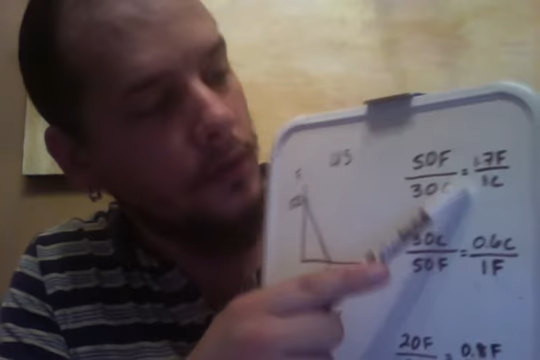 US
F
50F/30C = 1.7F/1C
30C/50F = 0.6C/1F
20F = 0.8F